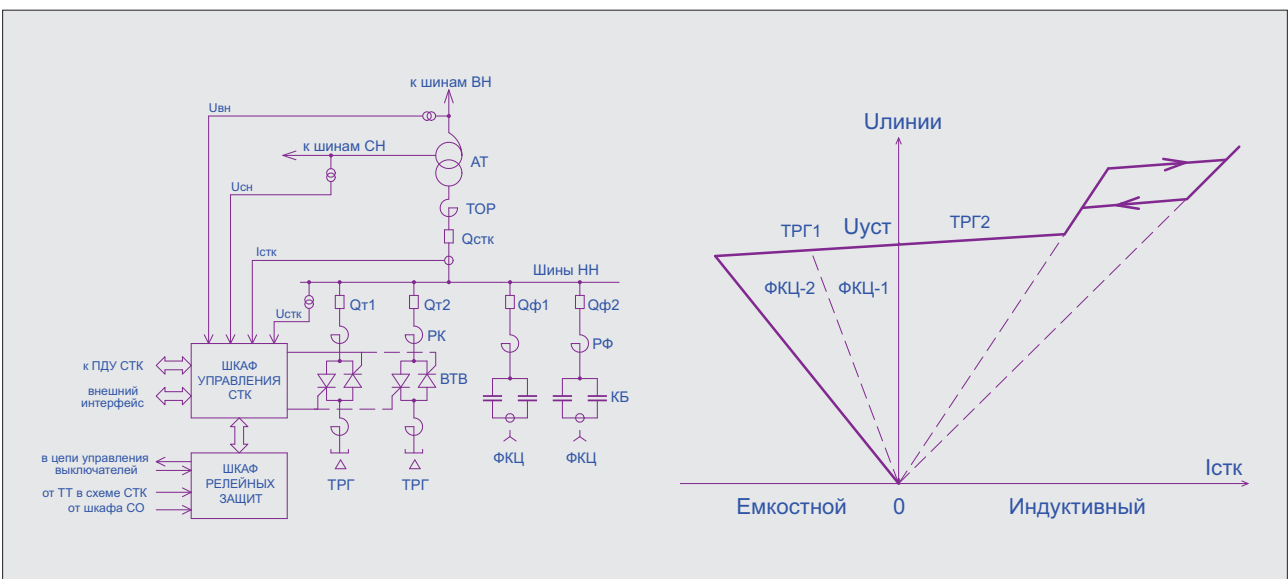 к шинам ВН
Uвн
к шинам СН
АТ
Uсн
ТОР
Qстк
Iстк
Шины НН
Uстк
Qт1
Qт2
Qф1
Qф2
РК
РФ
к ПДУ СТК
ШКАФ
УПРАВЛЕНИЯ
СТК
ВТВ
внешний
интерфейс
КБ
в цепи управления
выключателей
ШКАФ
РЕЛЕЙНЫХ
ЗАЩИТ
от ТТ в схеме СТК
от шкафа СО
ТРГ
ТРГ
ФКЦ
ФКЦ
Uлинии
ТРГ1
Uуст
ТРГ2
ФКЦ-2
ФКЦ-1
Iстк
Емкостной
0
Индуктивный